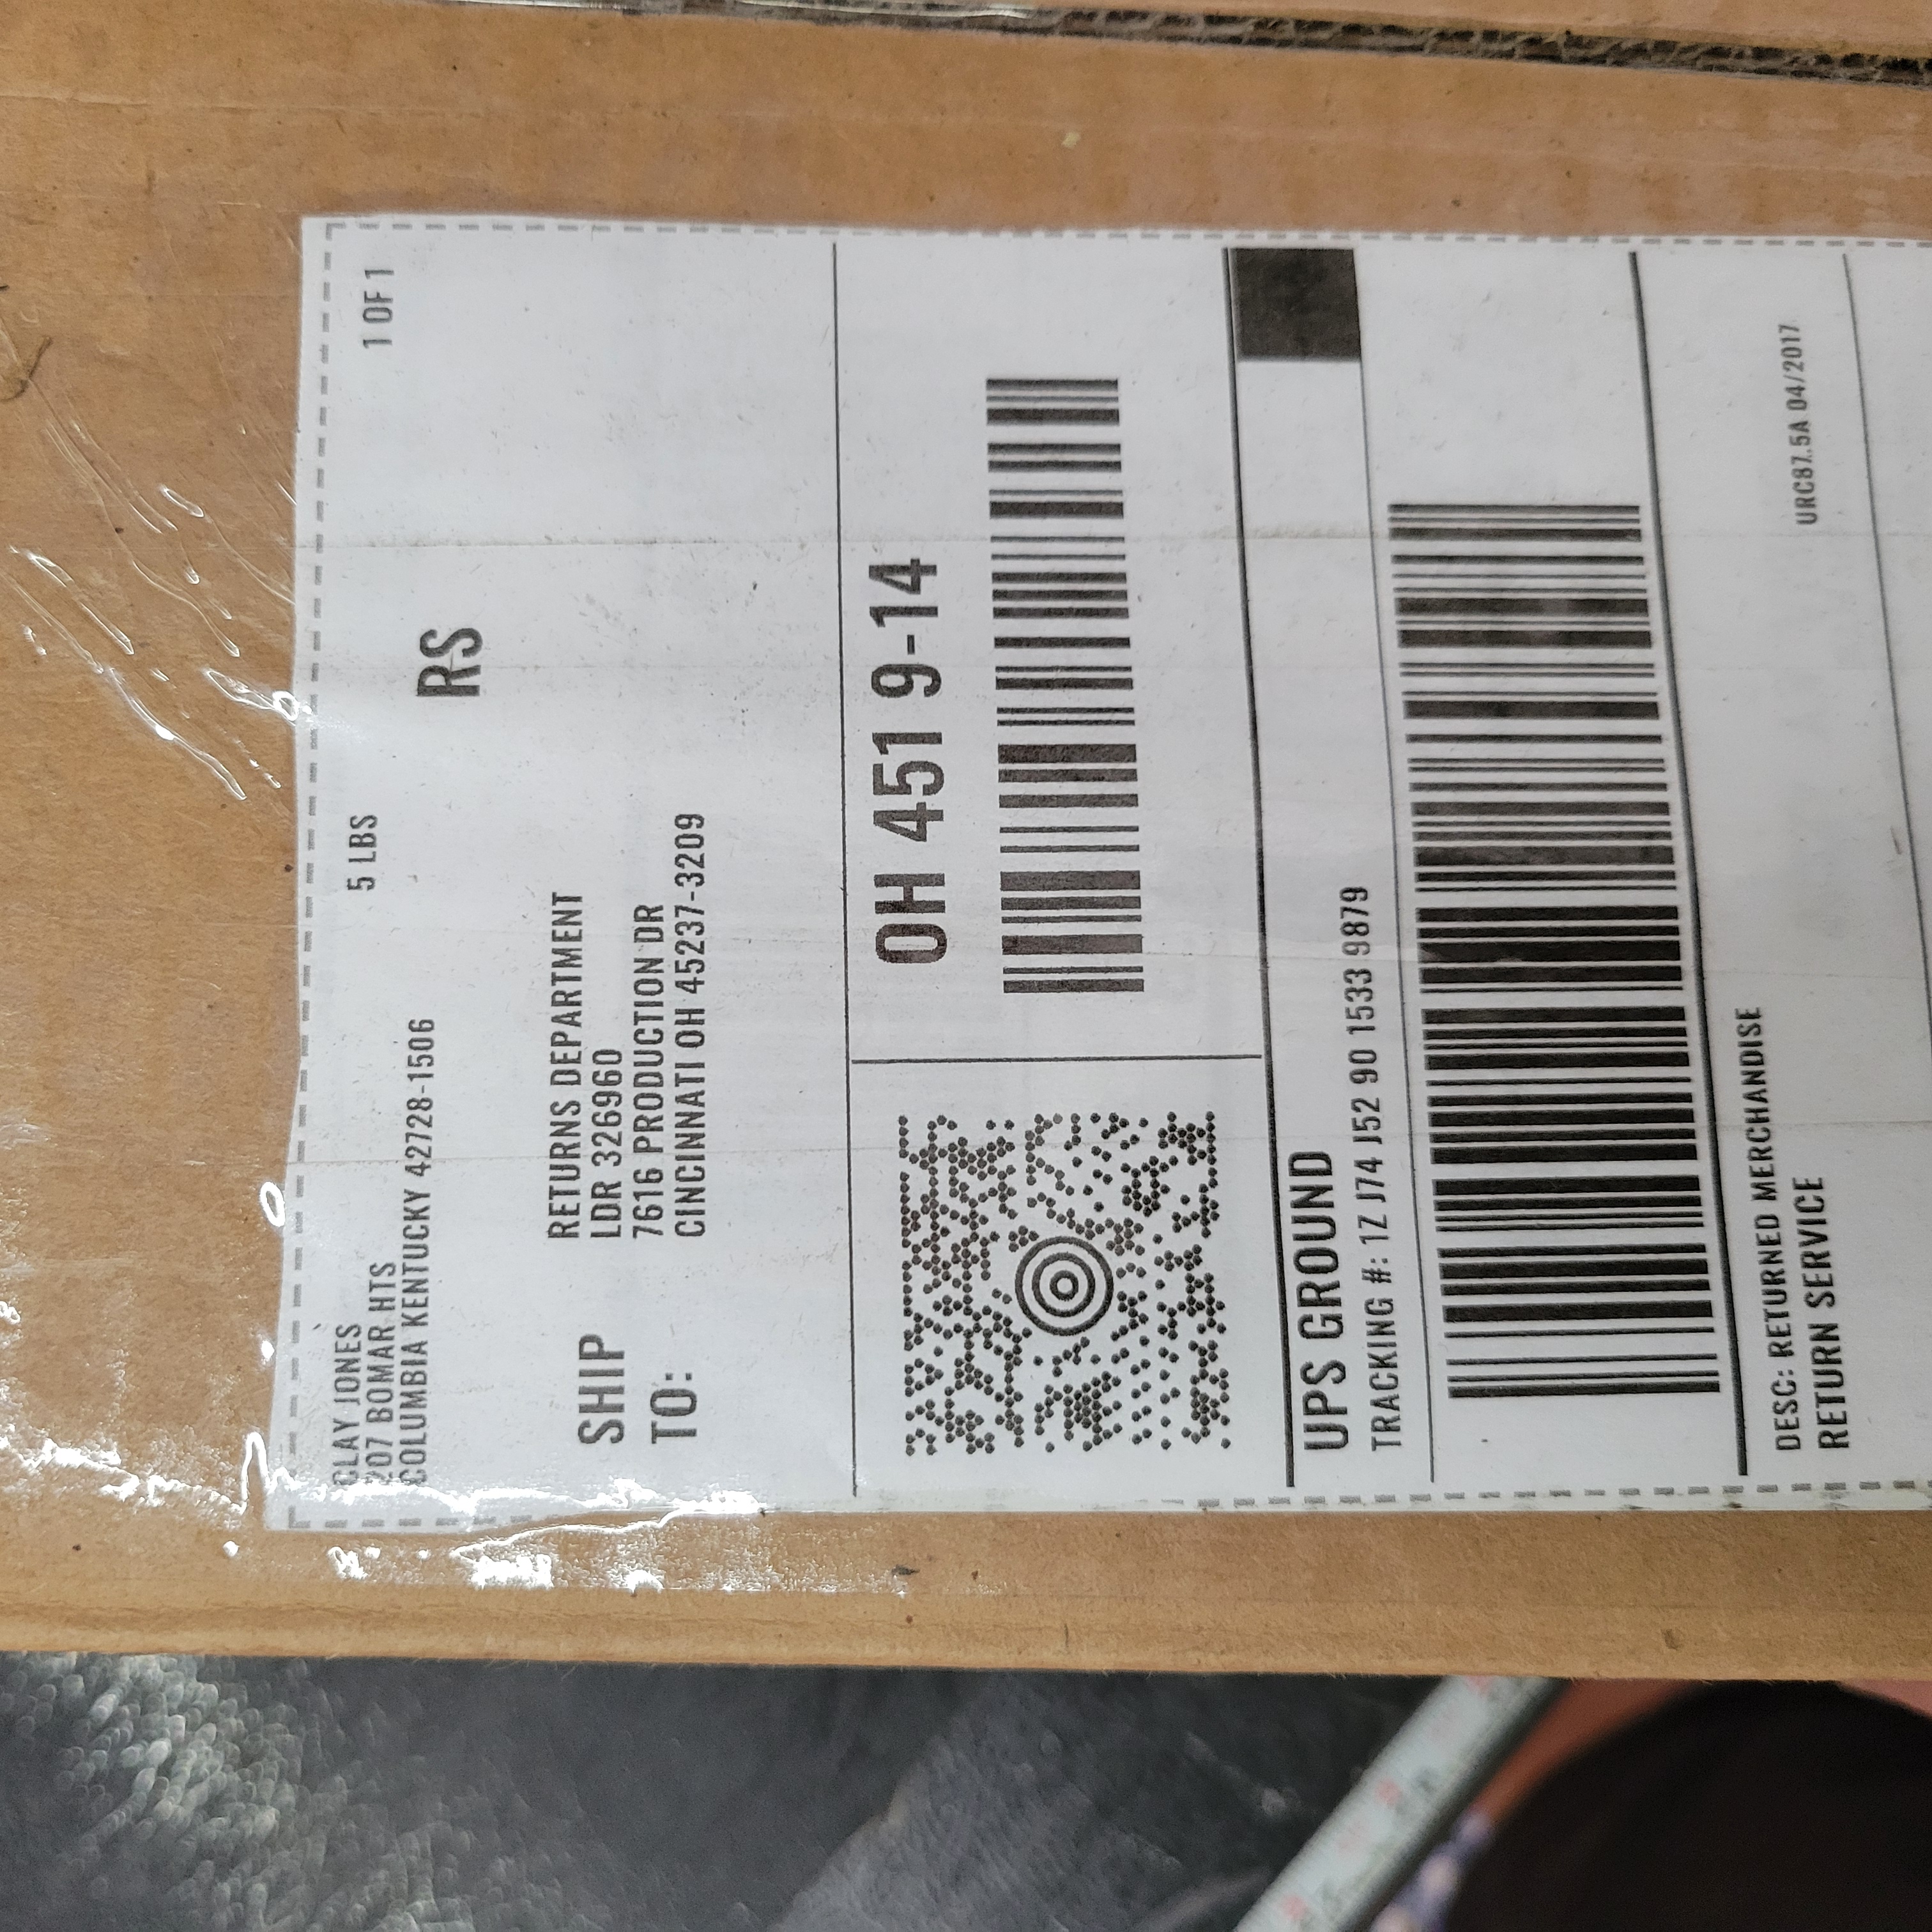 CLAY JONES
207 BOMAR HTS
COLUMBIA KENTUCKY 42728-1506
5 LBS
1 OF 1
RS
SHIP
TO:
RETURNS DEPARTMENT
LDR 326960
7616 PRODUCTION DR
CINCINNATI OH 45237-3209
OH 451 9-14
UPS GROUND
TRACKING #: 1Z J74 J52 90 1533 9879
DESC: RETURNED MERCHANDISE
RETURN SERVICE
URC87.5A 04/2017